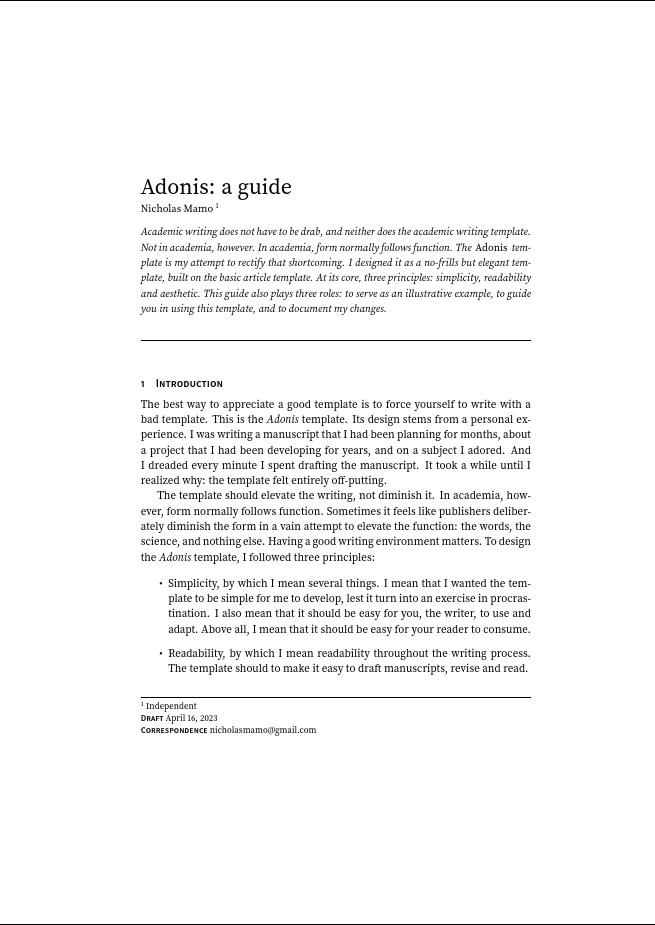 Adonis: a guide
Nicholas Mamo ¹
Academic writing does not have to be drab, and neither does the academic writing template.
Not in academia, however. In academia, form normally follows function. The Adonis tem-
plate is my attempt to rectify that shortcoming. I designed it as a no-frills but elegant tem-
plate, built on the basic article template. At its core, three principles: simplicity, readability
and aesthetic. This guide also plays three roles: to serve as an illustrative example, to guide
you in using this template, and to document my changes.
1 Introduction
The best way to appreciate a good template is to force yourself to write with a
bad template. This is the Adonis template. Its design stems from a personal ex-
perience. I was writing a manuscript that I had been planning for months, about
a project that I had been developing for years, and on a subject I adored. And
I dreaded every minute I spent drafting the manuscript. It took a while until I
realized why: the template felt entirely off-putting.
The template should elevate the writing, not diminish it. In academia, how-
ever, form normally follows function. Sometimes it feels like publishers deliber-
ately diminish the form in a vain attempt to elevate the function: the words, the
science, and nothing else. Having a good writing environment matters. To design
the Adonis template, I followed three principles:
• Simplicity, by which I mean several things. I mean that I wanted the tem-
plate to be simple for me to develop, lest it turn into an exercise in procras-
tination. I also mean that it should be easy for you, the writer, to use and
adapt. Above all, I mean that it should be easy for your reader to consume.
• Readability, by which I mean readability throughout the writing process.
The template should to make it easy to draft manuscripts, revise and read.
¹ Independent
Draft April 16, 2023
Correspondence nicholasmamo@gmail.com